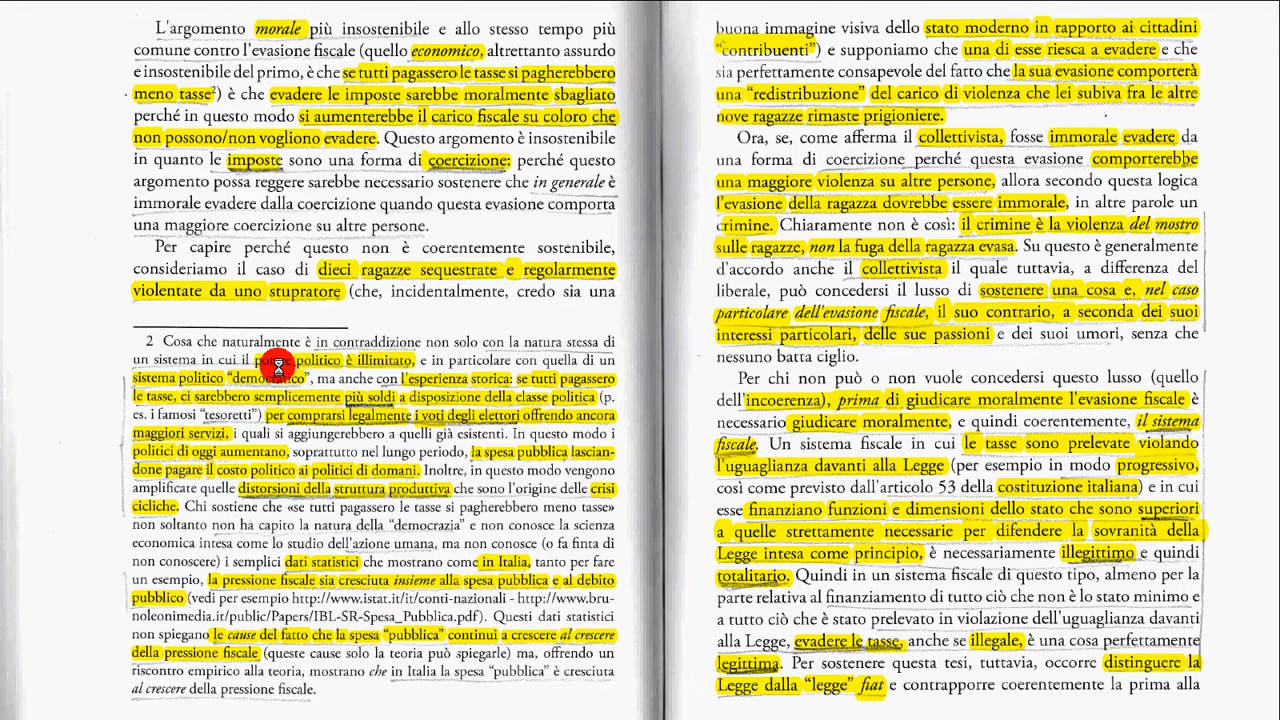 L'argomento morale più insostenibile e allo stesso tempo più
comune contro l'evasione fiscale (quello economico, altrettanto assurdo
e insostenibile del primo, è che se tutti pagassero le tasse si pagherebbero
meno tasse²) è che evadere le imposte sarebbe moralmente sbagliato
perché in questo modo si aumenterebbe il carico fiscale su coloro che
non possono/non vogliono evadere. Questo argomento è insostenibile
in quanto le imposte sono una forma di coercizione: perché questo
argomento possa reggere sarebbe necessario sostenere che in generale è
immorale evadere dalla coercizione quando questa evasione comporta
una maggiore coercizione su altre persone.
Per capire perché questo non è coerentemente sostenibile,
consideriamo il caso di dieci ragazze sequestrate e regolarmente
violentate da uno stupratore (che, incidentalmente, credo sia una
2 Cosa che naturalmente è in contraddizione non solo con la natura stessa di
un sistema in cui il politico è illimitato, e in particolare con quella di un
sistema politico "democratico", ma anche con l'esperienza storica: se tutti pagassero
le tasse, ci sarebbero semplicemente più soldi a disposizione della classe politica (p.
es. i famosi "tesoretti") per comprarsi legalmente i voti degli elettori offrendo ancora
maggiori servizi, i quali si aggiungerebbero a quelli già esistenti. In questo modo i
politici di oggi aumentano, soprattutto nel lungo periodo, la spesa pubblica lascian-
done pagare il costo politico ai politici di domani. Inoltre, in questo modo vengono
amplificate quelle distorsioni della struttura produttiva che sono l'origine delle crisi
cicliche. Chi sostiene che «se tutti pagassero le tasse si pagherebbero meno tasse»
non soltanto non ha capito la natura della "democrazia" e non conosce la scienza
economica intesa come lo studio dell'azione umana, ma non conosce (o fa finta di
non conoscere) i semplici dati statistici che mostrano come in Italia, tanto per fare
un esempio, la pressione fiscale sia cresciuta insieme alla spesa pubblica e al debito
pubblico (vedi per esempio http://www.istat.it/it/conti-nazionali - http://www.bru-
noleonimedia.it/public/Papers/IBL-SR-Spesa_Pubblica.pdf). Questi dati statistici
non spiegano le cause del fatto che la spesa "pubblica" continui a crescere al crescere
della pressione fiscale (queste cause solo la teoria può spiegarle) ma, offrendo un
riscontro empirico alla teoria, mostrano che in Italia la spesa "pubblica" è cresciuta
al crescere della pressione fiscale.
buona immagine visiva dello stato moderno in rapporto ai cittadini
"contribuenti") e supponiamo che una di esse riesca a evadere e che
sia perfettamente consapevole del fatto che la sua evasione comporterà
una "redistribuzione" del carico di violenza che lei subiva fra le altre
nove ragazze rimaste prigioniere.
Ora, se, come afferma il collettivista, fosse immorale evadere da
una forma di coercizione perché questa evasione comporterebbe
una maggiore violenza su altre persone, allora secondo questa logica
l'evasione della ragazza dovrebbe essere immorale, in altre parole un
crimine. Chiaramente non è così: il crimine è la violenza del mostro
sulle ragazze, non la fuga della ragazza evasa. Su questo è generalmente
d'accordo anche il collettivista il quale tuttavia, a differenza del
liberale, può concedersi il lusso di sostenere una cosa e, nel caso
particolare dell'evasione fiscale, il suo contrario, a seconda dei suoi
interessi particolari, delle sue passioni e dei suoi umori, senza che
nessuno batta ciglio.
Per chi non può o non vuole concedersi questo lusso (quello
dell'incoerenza), prima di giudicare moralmente l'evasione fiscale è
necessario giudicare moralmente, e quindi coerentemente, il sistema
fiscale. Un sistema fiscale in cui le tasse sono prelevate violando
l'uguaglianza davanti alla Legge (per esempio in modo progressivo,
così come previsto dall'articolo 53 della costituzione italiana) e in cui
esse finanziano funzioni e dimensioni dello stato che sono superiori
a quelle strettamente necessarie per difendere la sovranità della
Legge intesa come principio, è necessariamente illegittimo e quindi
totalitario. Quindi in un sistema fiscale di questo tipo, almeno per la
parte relativa al finanziamento di tutto ciò che non è lo stato minimo e
a tutto ciò che è stato prelevato in violazione dell'uguaglianza davanti
alla Legge, evadere le tasse, anche se illegale, è una cosa perfettamente
legittima. Per sostenere questa tesi, tuttavia, occorre distinguere la
Legge dalla "legge" fiat e contrapporre coerentemente la prima alla